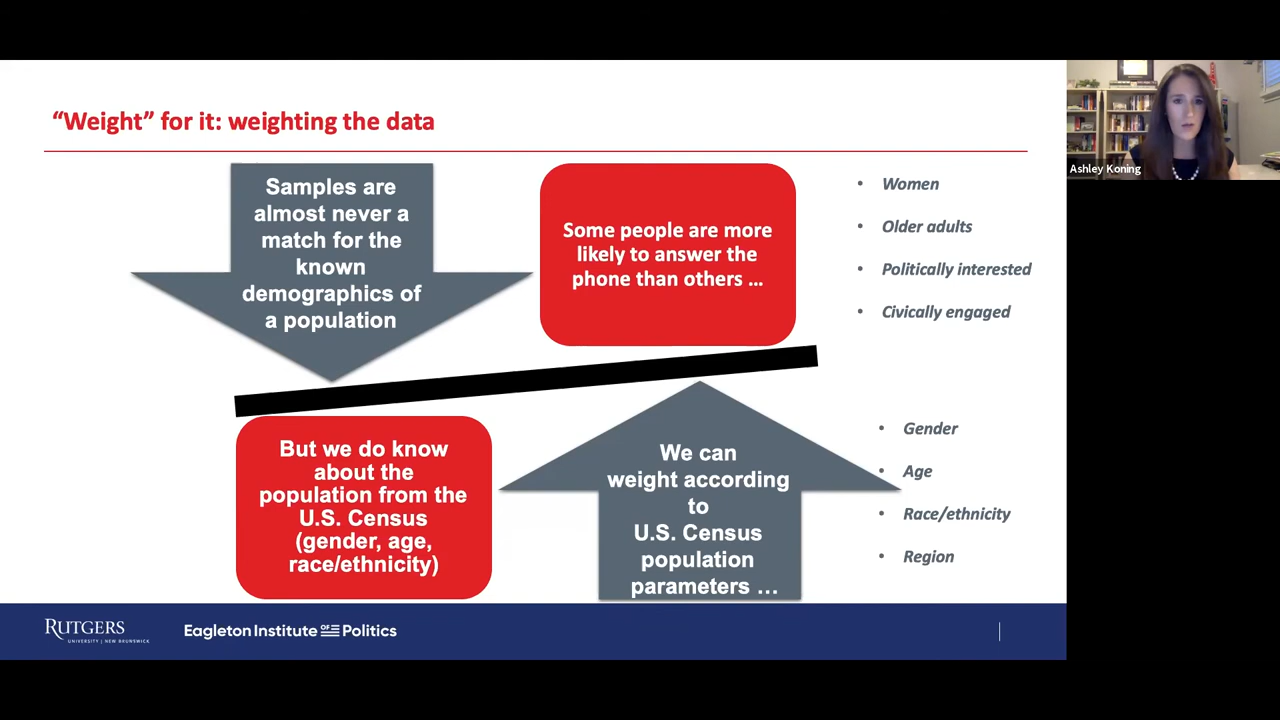 "Weight" for it: weighting the data
Samples are
almost never a
match for the
known
demographics of
a population
Some people are more
likely to answer the
phone than others ...
• Women
• Older adults
• Politically interested
• Civically engaged
But we do know
about the
population from the
U.S. Census
(gender, age,
race/ethnicity)
We can
weight according
to
U.S. Census
population
parameters ...
• Gender
• Age
• Race/ethnicity
• Region
RUTGERS
UNIVERSITY | NEW BRUNSWICK
Eagleton Institute OF Politics
Ashley Koning